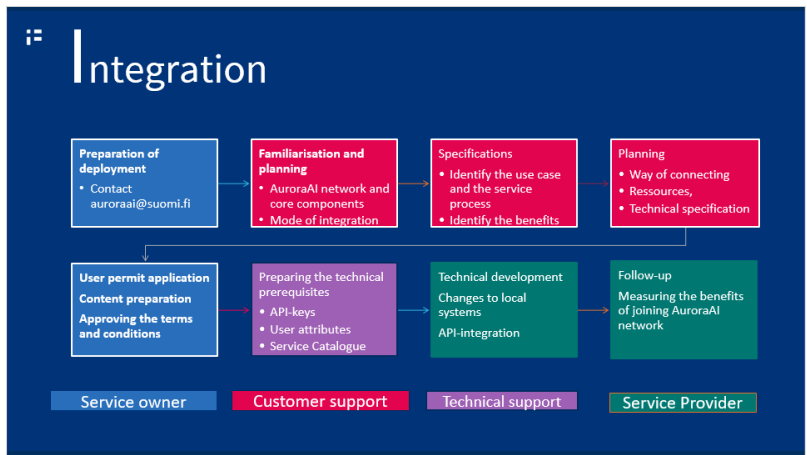 Integration
Preparation of
deployment
• Contact
auroraai@suomi.fi
Familiarisation and
planning
• AuroraAI network and
core components
• Mode of integration
Specifications
• Identify the use case
and the service
process
• Identify the benefits
Planning
• Way of connecting
• Ressources,
• Technical specification
User permit application
Content preparation
Approving the terms
and conditions
Preparing the technical
prerequisites
• API-keys
• User attributes
• Service Catalogue
Technical development
Changes to local
systems
API-integration
Follow-up
Measuring the benefits
of joining AuroraAI
network
Service owner
Customer support
Technical support
Service Provider